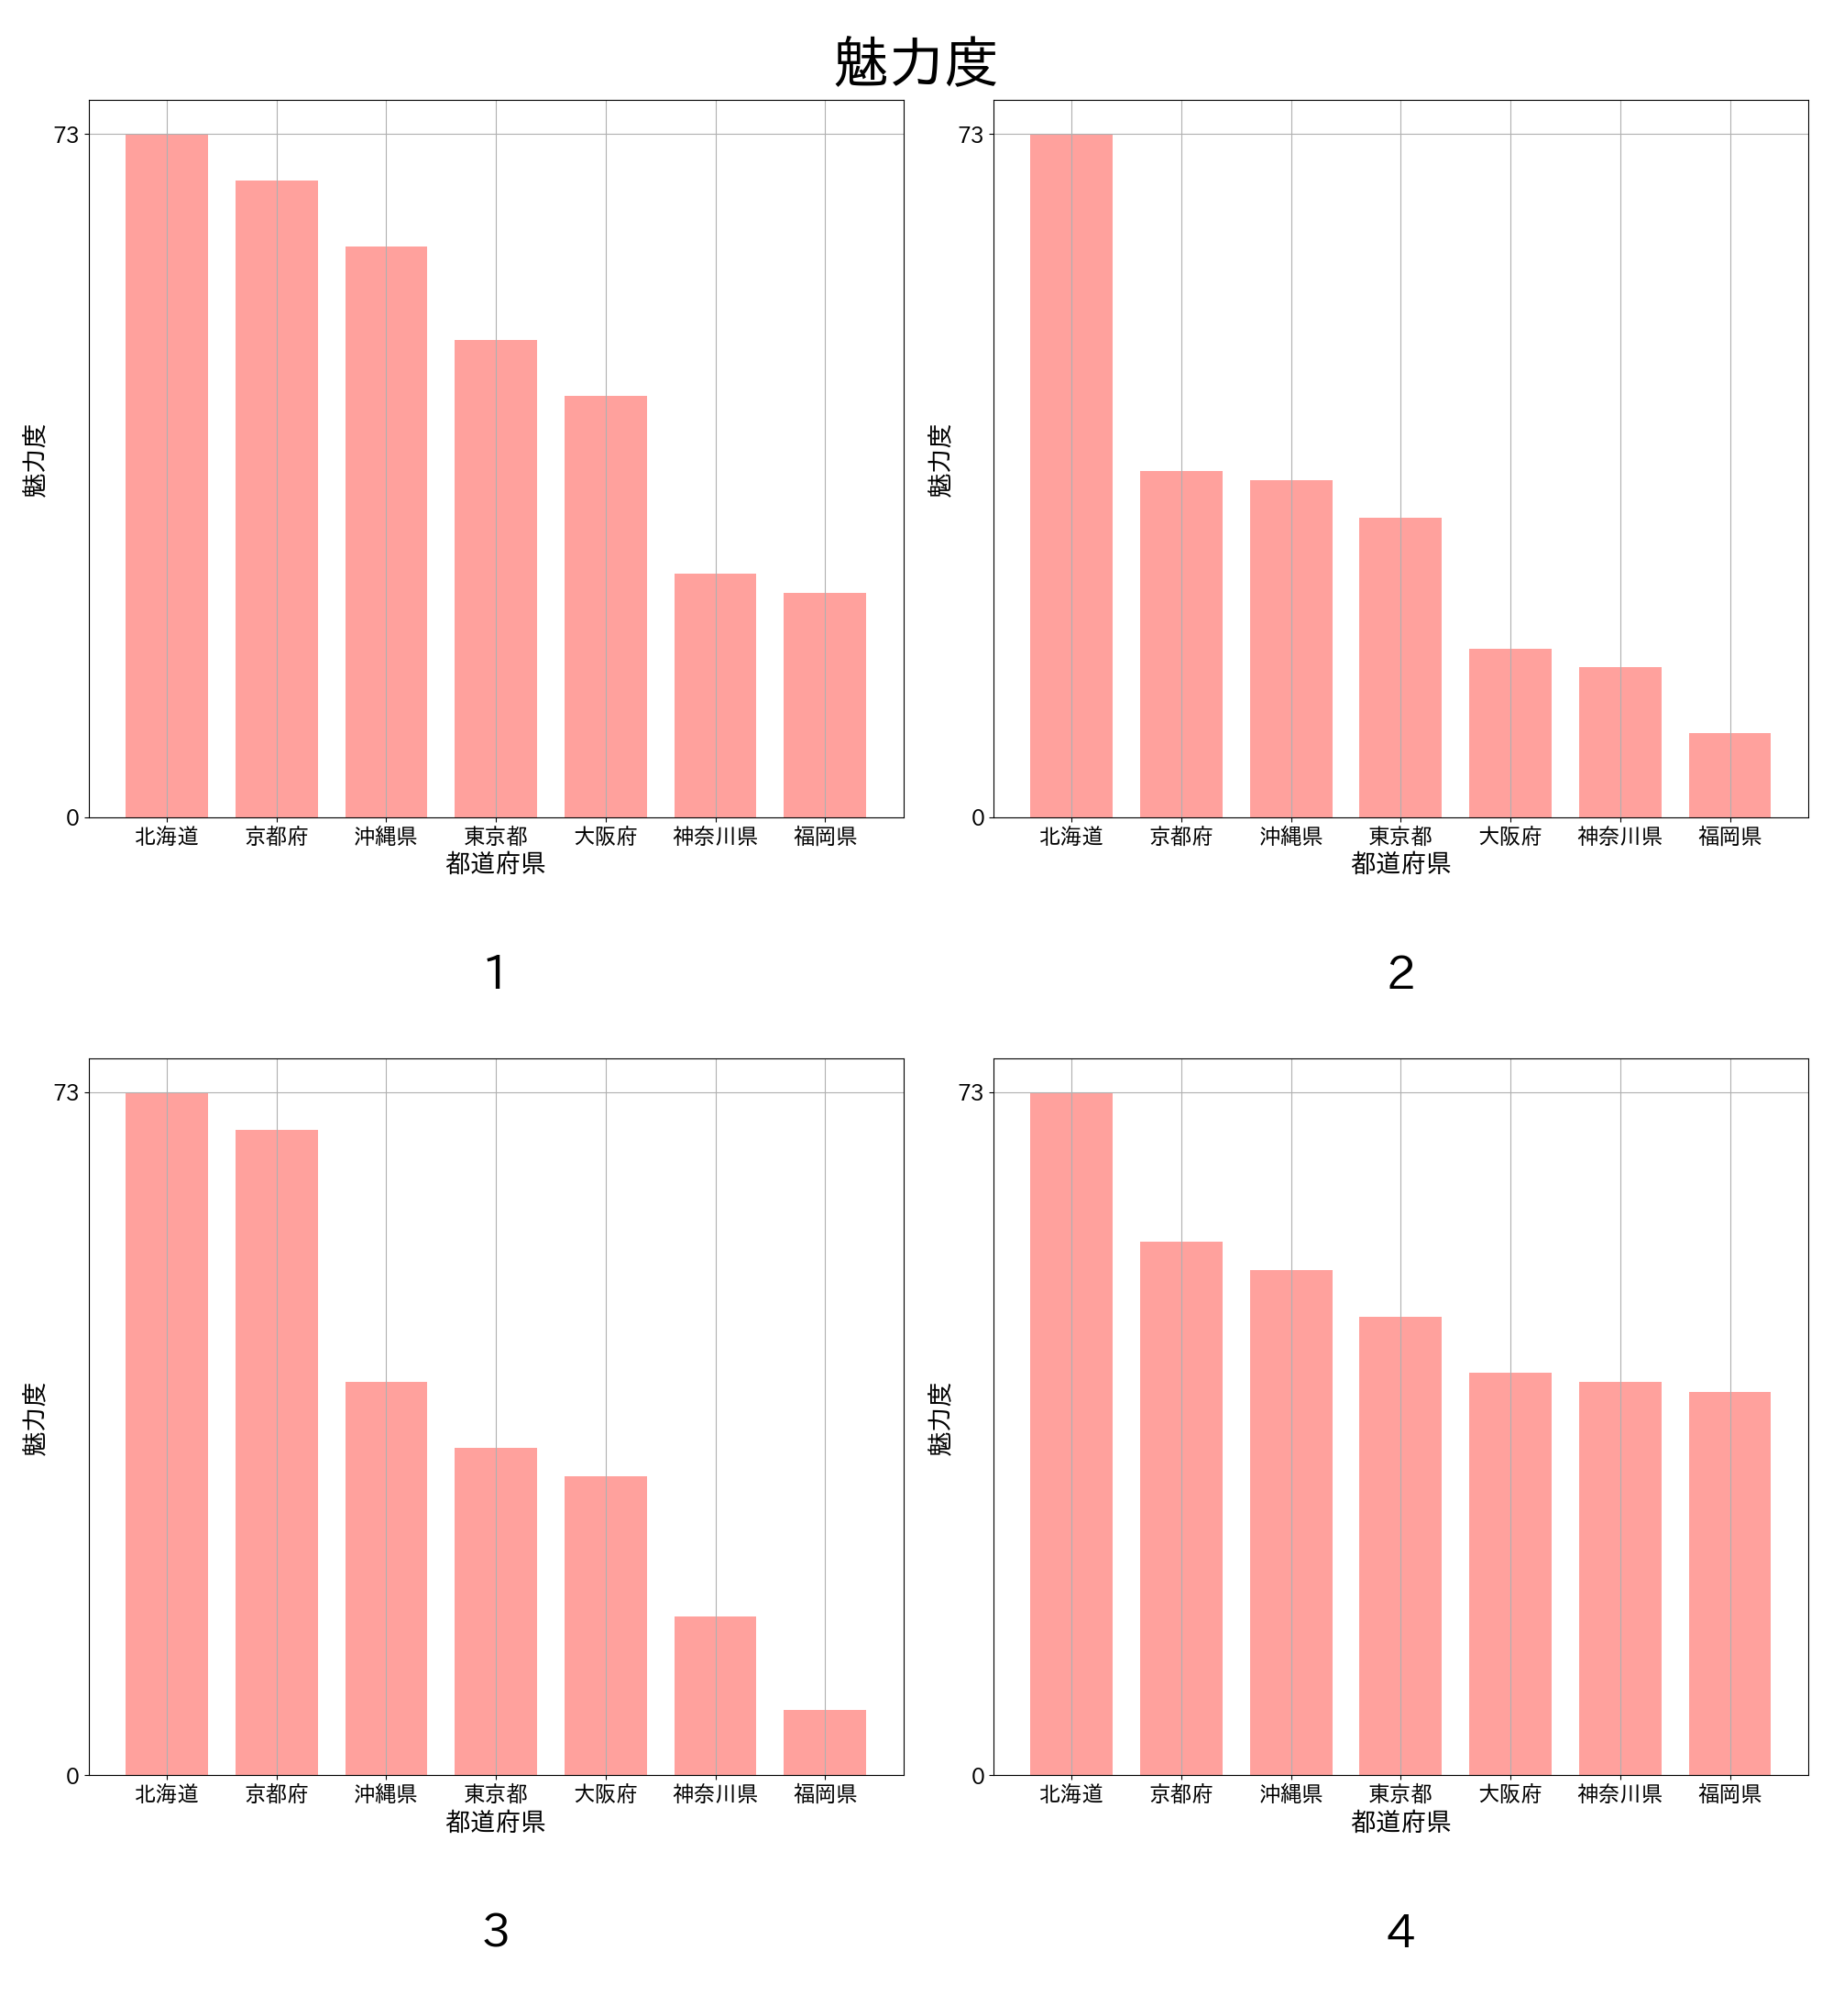 魅力度
73
0
魅力度
北海道 京都府 沖縄県 東京都 大阪府 神奈川県 福岡県
都道府県
1
73
0
魅力度
北海道 京都府 沖縄県 東京都 大阪府 神奈川県 福岡県
都道府県
2
73
0
魅力度
北海道 京都府 沖縄県 東京都 大阪府 神奈川県 福岡県
都道府県
3
73
0
魅力度
北海道 京都府 沖縄県 東京都 大阪府 神奈川県 福岡県
都道府県
4